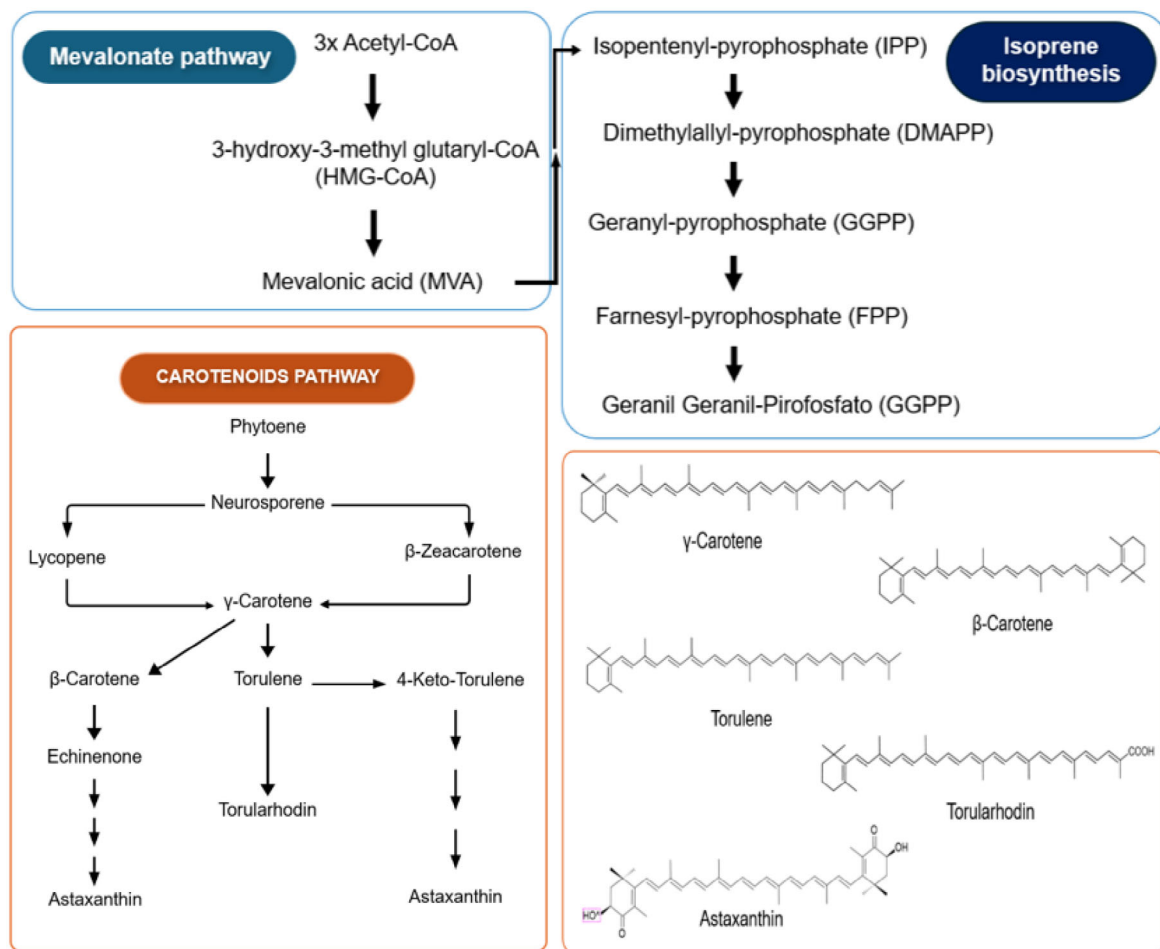 Mevalonate pathway
3x Acetyl-CoA
3-hydroxy-3-methyl glutaryl-CoA
(HMG-CoA)
Mevalonic acid (MVA)
Isopentenyl-pyrophosphate (IPP)
Isoprene
biosynthesis
Dimethylallyl-pyrophosphate (DMAPP)
Geranyl-pyrophosphate (GGPP)
Farnesyl-pyrophosphate (FPP)
Geranil Geranil-Pirofosfato (GGPP)
CAROTENOIDS PATHWAY
Phytoene
Neurosporene
Lycopene
β-Zeacarotene
γ-Carotene
β-Carotene
Torulene
4-Keto-Torulene
Echinenone
Torularhodin
Astaxanthin
Astaxanthin
γ-Carotene
β-Carotene
Torulene
COOH
Torularhodin
O
OH
HO
O
Astaxanthin